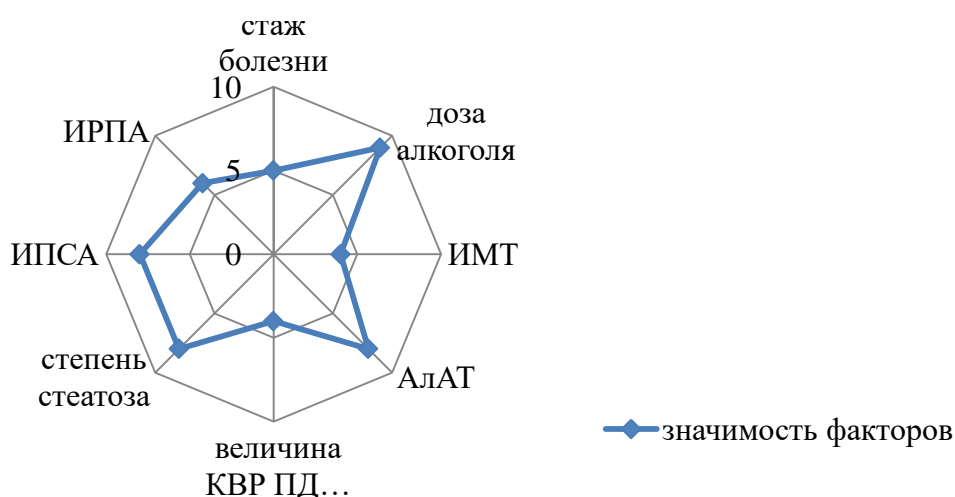 стаж
болезни
10
доза
алкоголя
ИРПА
5
ИПСА
0
ИМТ
степень
стеатоза
АлАТ
величина
КВР ПД…
значимость факторов